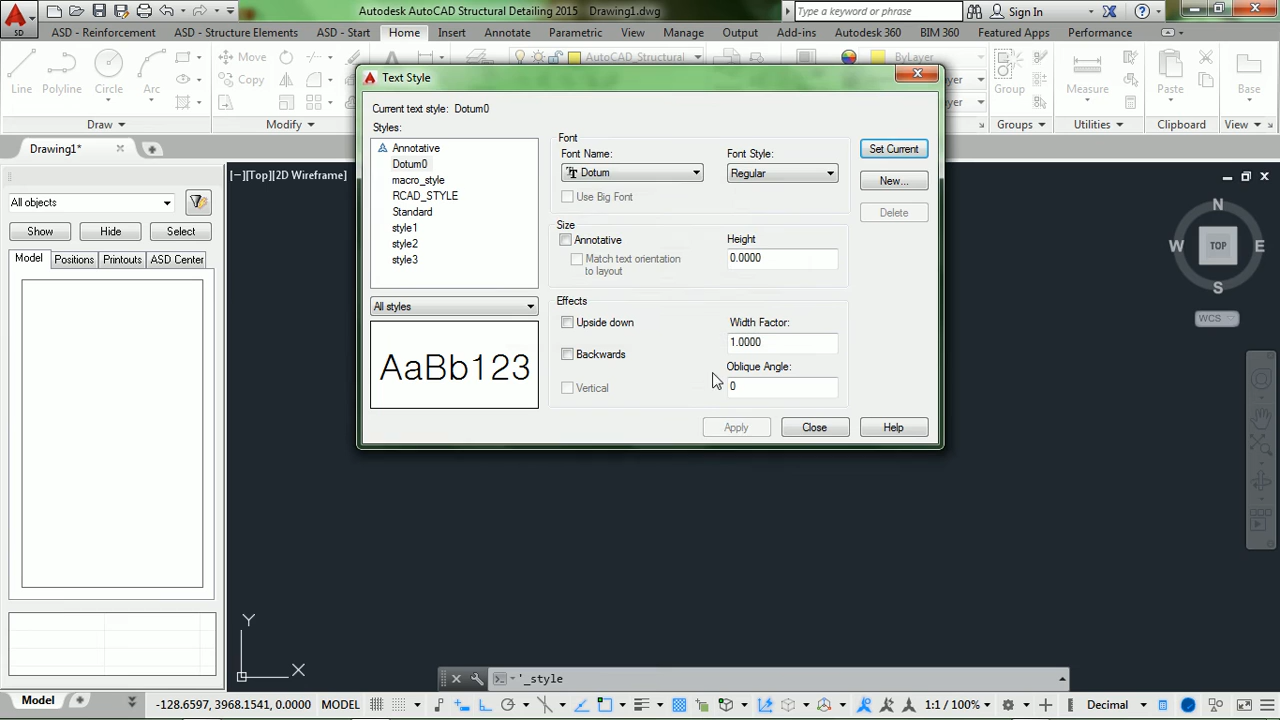 Autodesk AutoCAD Structural Detailing 2015 Drawing1.dwg
Type a keyword or phrase
Sign In
SD
ASD - Reinforcement
ASD - Structure Elements
ASD - Start
Home
Insert
Annotate
Parametric
View
Manage
Output
Add-ins
Autodesk 360
BIM 360
Featured Apps
Performance
Line
Polyline
Circle
Arc
Move
Copy
AutoCAD_Structural
ByLayer
Group
Measure
Paste
Base
Draw
Modify
Groups
Utilities
Clipboard
View
Drawing1*
All objects
Show
Hide
Select
Model
Positions
Printouts
ASD Center
[-][Top][2D Wireframe]
Text Style
Current text style: Dotum0
Styles:
Annotative
Dotum0
macro_style
RCAD_STYLE
Standard
style1
style2
style3
All styles
AaBb123
Font
Font Name:
Dotum
Font Style:
Regular
Use Big Font
Size
Annotative
Match text orientation
to layout
Height
0.0000
Effects
Upside down
Backwards
Vertical
Width Factor:
1.0000
Oblique Angle:
0
Set Current
New...
Delete
Apply
Close
Help
N
W
TOP
E
S
WCS
Y
X
'_style
Model
-128.6597, 3968.1541, 0.0000
MODEL
1:1 / 100%
Decimal